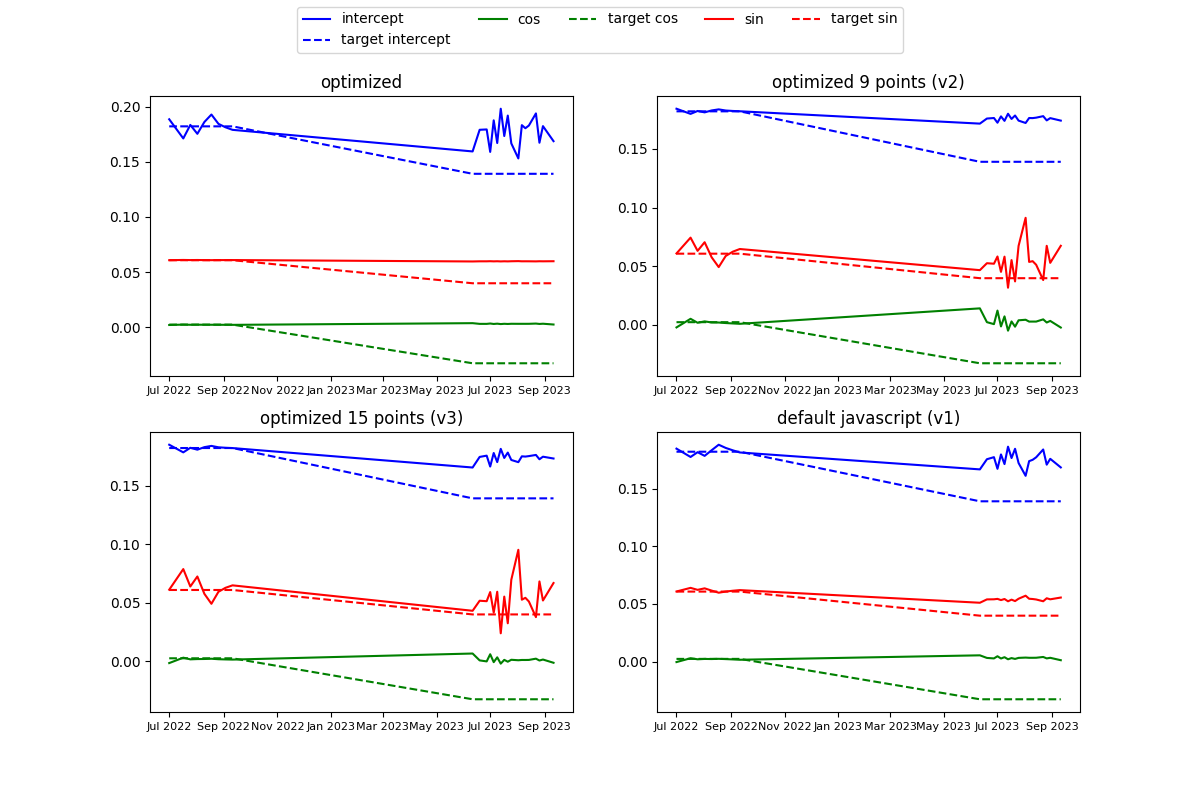 intercept cos target cos sin target sin
target intercept
optimized
0.20
0.15
0.10
0.05
0.00
Jul 2022 Sep 2022 Nov 2022 Jan 2023 Mar 2023 May 2023 Jul 2023 Sep 2023
optimized 9 points (v2)
0.15
0.10
0.05
0.00
Jul 2022 Sep 2022 Nov 2022 Jan 2023 Mar 2023 May 2023 Jul 2023 Sep 2023
optimized 15 points (v3)
0.15
0.10
0.05
0.00
Jul 2022 Sep 2022 Nov 2022 Jan 2023 Mar 2023 May 2023 Jul 2023 Sep 2023
default javascript (v1)
0.15
0.10
0.05
0.00
Jul 2022 Sep 2022 Nov 2022 Jan 2023 Mar 2023 May 2023 Jul 2023 Sep 2023